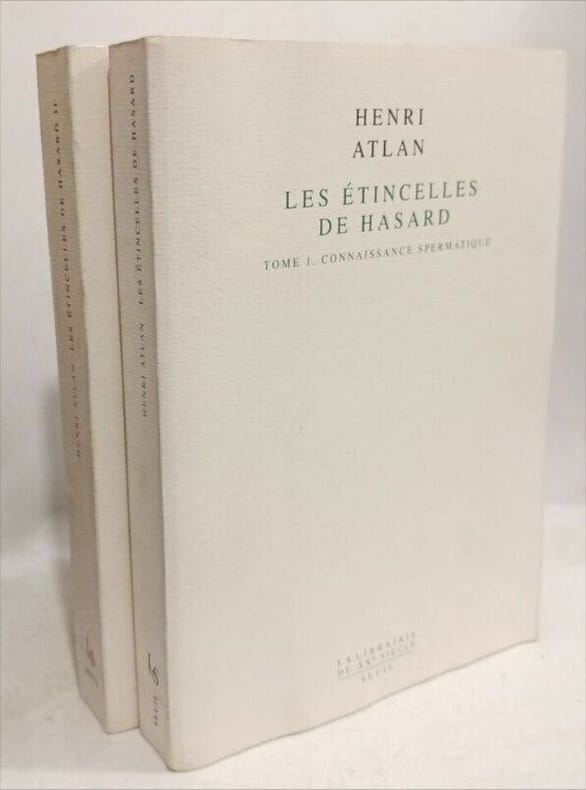 HENRI
ATLAN
LES ÉTINCELLES
DE HASARD
TOME 1. CONNAISSANCE SPERMATIQUE
LA LIBRAIRIE
DU XXᵉ SIÈCLE
SEUIL
HENRI ATLAN LES ÉTINCELLES DE HASARD
SEUIL
HENRI ATLAN LES ÉTINCELLES DE HASARD II